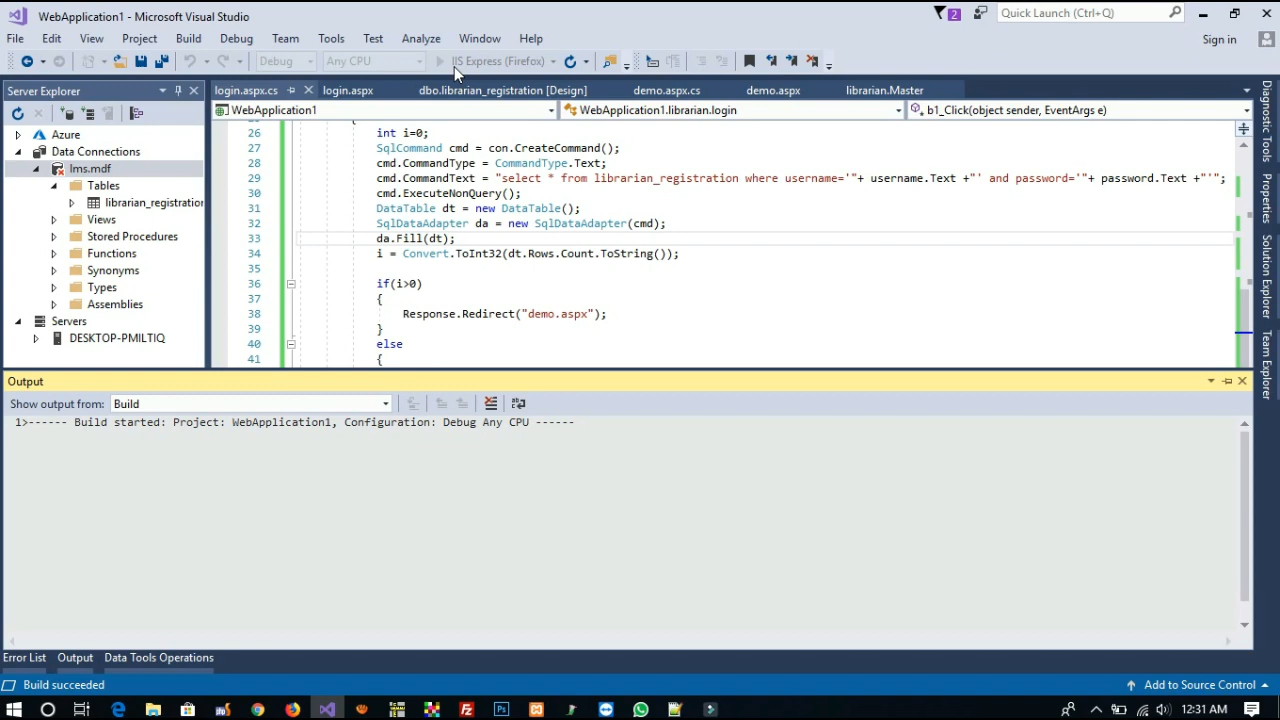 WebApplication1 - Microsoft Visual Studio
2
Quick Launch (Ctrl+Q)
File Edit View Project Build Debug Team Tools Test Analyze Window Help
Sign in
Debug Any CPU IIS Express (Firefox)
Server Explorer
login.aspx.cs login.aspx dbo.librarian_registration [Design] demo.aspx.cs demo.aspx librarian.Master
WebApplication1 WebApplication1.librarian.login b1_Click(object sender, EventArgs e)
Azure
Data Connections
lms.mdf
Tables
librarian_registration
Views
Stored Procedures
Functions
Synonyms
Types
Assemblies
Servers
DESKTOP-PMILTIQ
26 int i=0;
27 SqlCommand cmd = con.CreateCommand();
28 cmd.CommandType = CommandType.Text;
29 cmd.CommandText = "select * from librarian_registration where username='"+ username.Text +"' and password='"+ password.Text +"'";
30 cmd.ExecuteNonQuery();
31 DataTable dt = new DataTable();
32 SqlDataAdapter da = new SqlDataAdapter(cmd);
33 da.Fill(dt);
34 i = Convert.ToInt32(dt.Rows.Count.ToString());
35
36 if(i>0)
37 {
38 Response.Redirect("demo.aspx");
39 }
40 else
41 {
Diagnostic Tools
Properties
Solution Explorer
Team Explorer
Output
Show output from: Build
1>------ Build started: Project: WebApplication1, Configuration: Debug Any CPU ------
Error List Output Data Tools Operations
Build succeeded
Add to Source Control
12:31 AM